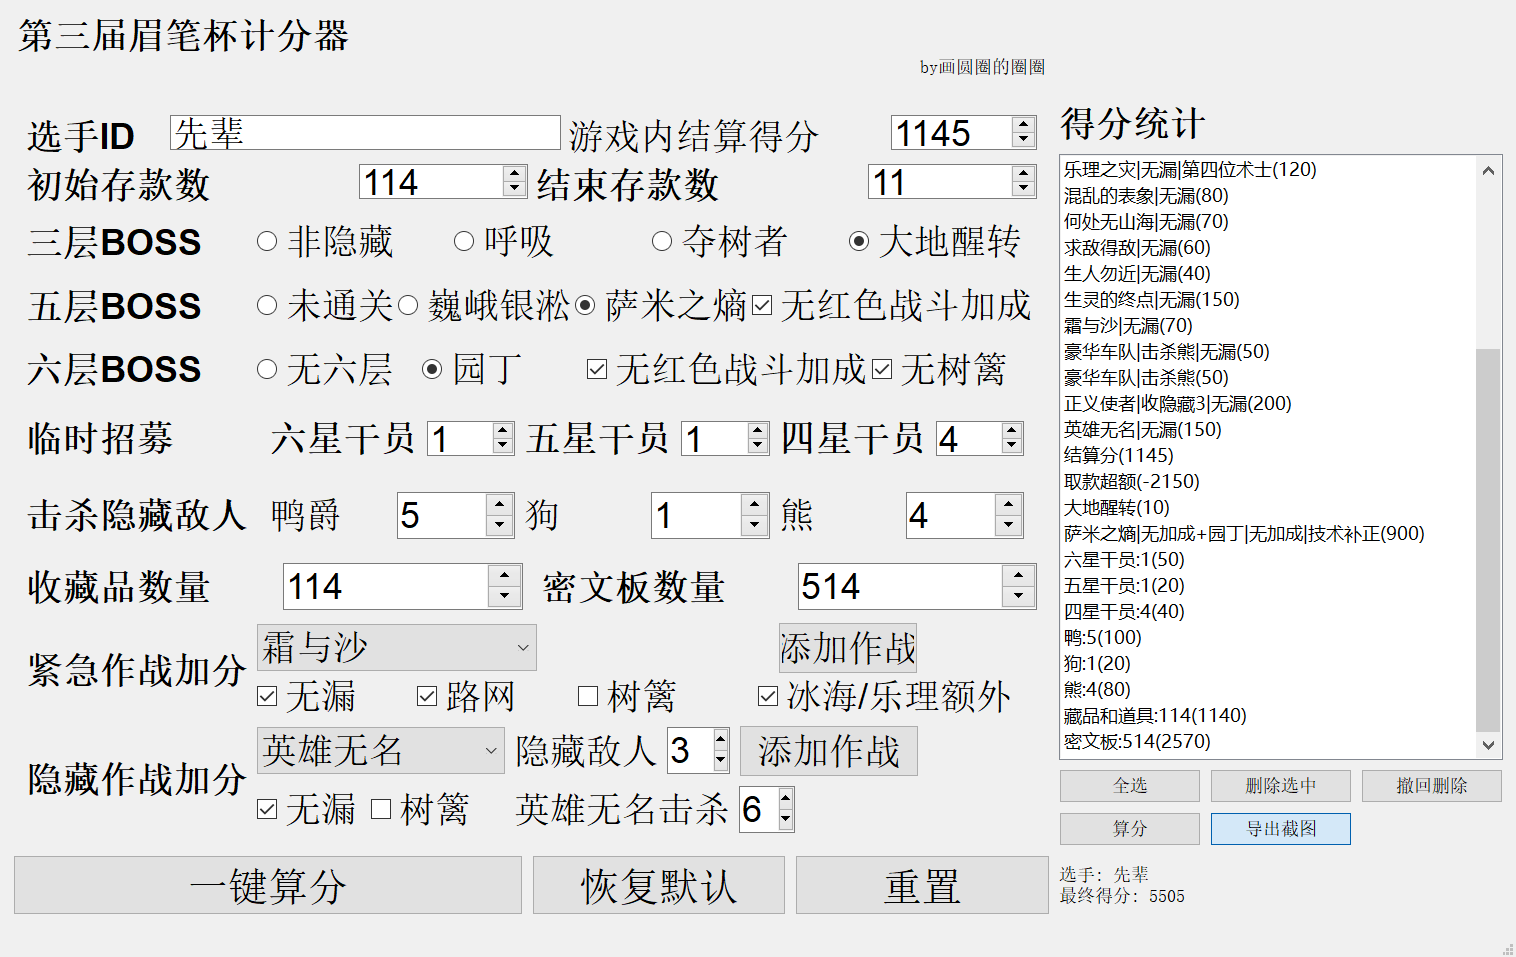 第三届眉笔杯计分器
by画圆圈的圈圈
选手ID 先辈 游戏内结算得分 1145
初始存款数 114 结束存款数 11
三层BOSS 非隐藏 呼吸 夺树者 大地醒转
五层BOSS 未通关 巍峨银淞 萨米之熵 无红色战斗加成
六层BOSS 无六层 园丁 无红色战斗加成 无树篱
临时招募 六星干员 1 五星干员 1 四星干员 4
击杀隐藏敌人 鸭爵 5 狗 1 熊 4
收藏品数量 114 密文板数量 514
紧急作战加分 霜与沙 添加作战
无漏 路网 树篱 冰海/乐理额外
隐藏作战加分 英雄无名 隐藏敌人 3 添加作战
无漏 树篱 英雄无名击杀 6
一键算分 恢复默认 重置
得分统计
乐理之灾|无漏|第四位术士(120)
混乱的表象|无漏(80)
何处无山海|无漏(70)
求敌得敌|无漏(60)
生人勿近|无漏(40)
生灵的终点|无漏(150)
霜与沙|无漏(70)
豪华车队|击杀熊|无漏(50)
豪华车队|击杀熊(50)
正义使者|收隐藏3|无漏(200)
英雄无名|无漏(150)
结算分(1145)
取款超额(-2150)
大地醒转(10)
萨米之熵|无加成+园丁|无加成|技术补正(900)
六星干员:1(50)
五星干员:1(20)
四星干员:4(40)
鸭:5(100)
狗:1(20)
熊:4(80)
藏品和道具:114(1140)
密文板:514(2570)
全选 删除选中 撤回删除
算分 导出截图
选手：先辈
最终得分：5505